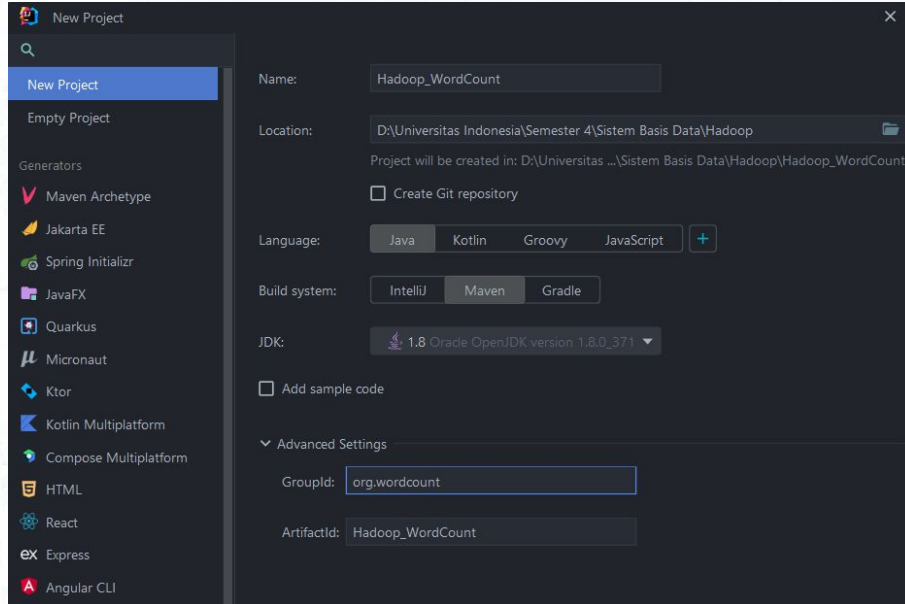 New Project
New Project
Empty Project
Generators
Maven Archetype
Jakarta EE
Spring Initializr
JavaFX
Quarkus
Micronaut
Ktor
Kotlin Multiplatform
Compose Multiplatform
HTML
React
ex Express
Angular CLI
Name: Hadoop_WordCount
Location: D:\Universitas Indonesia\Semester 4\Sistem Basis Data\Hadoop
Project will be created in: D:\Universitas ...\Sistem Basis Data\Hadoop\Hadoop_WordCount
Create Git repository
Language: Java Kotlin Groovy JavaScript +
Build system: IntelliJ Maven Gradle
JDK: 1.8 Oracle OpenJDK version 1.8.0_371
Add sample code
Advanced Settings
GroupId: org.wordcount
ArtifactId: Hadoop_WordCount